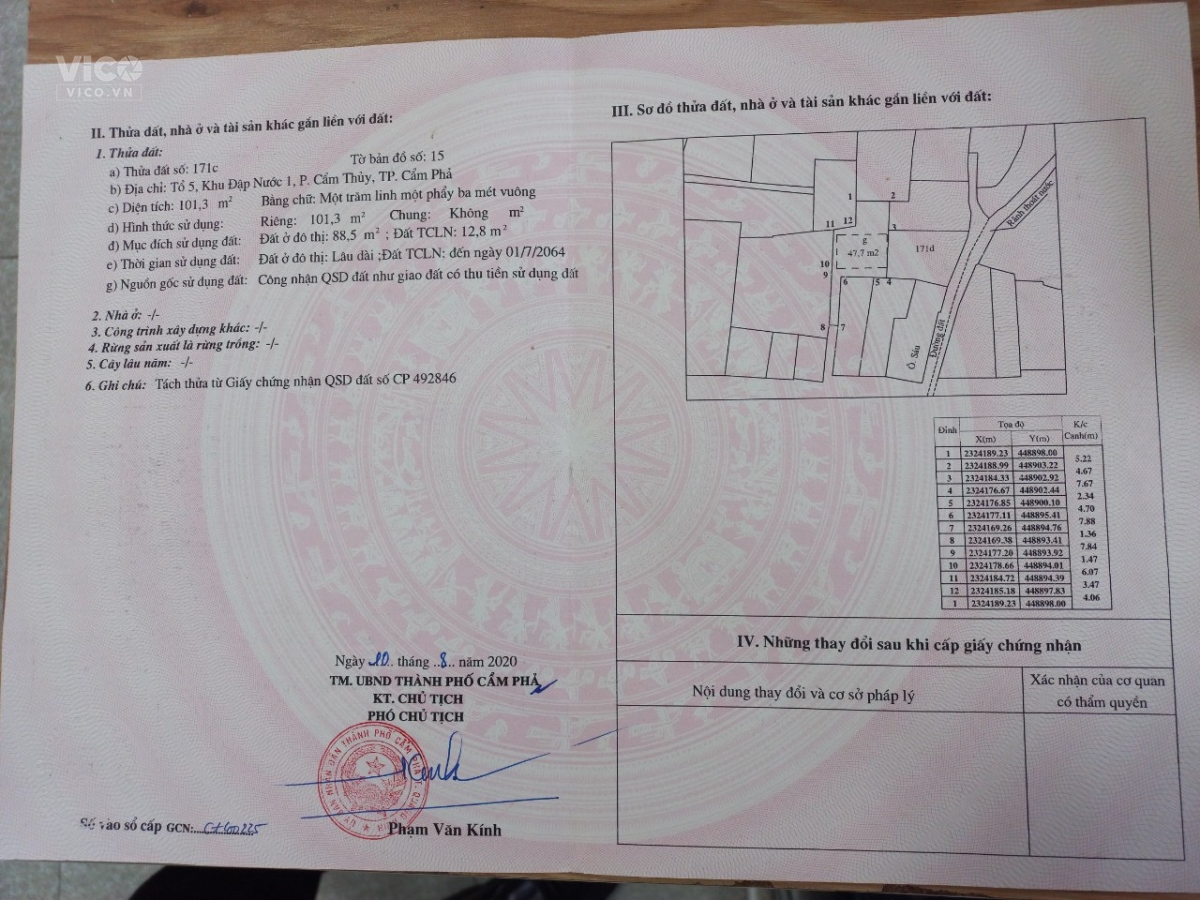 VICO
VICO.VN
II. Thửa đất, nhà ở và tài sản khác gắn liền với đất:
1. Thửa đất:
a) Thửa đất số: 171c Tờ bản đồ số: 15
b) Địa chỉ: Tổ 5, Khu Đập Nước 1, P. Cẩm Thủy, TP. Cẩm Phả
c) Diện tích: 101,3 m² Bằng chữ: Một trăm linh một phẩy ba mét vuông
d) Hình thức sử dụng: Riêng: 101,3 m² Chung: Không m²
đ) Mục đích sử dụng đất: Đất ở đô thị: 88,5 m² ; Đất TCLN: 12,8 m²
e) Thời gian sử dụng đất: Đất ở đô thị: Lâu dài ;Đất TCLN: đến ngày 01/7/2064
g) Nguồn gốc sử dụng đất: Công nhận QSD đất như giao đất có thu tiền sử dụng đất
2. Nhà ở: -/-
3. Công trình xây dựng khác: -/-
4. Rừng sản xuất là rừng trồng: -/-
5. Cây lâu năm: -/-
6. Ghi chú: Tách thửa từ Giấy chứng nhận QSD đất số CP 492846
Ngày 10 tháng 8 năm 2020
TM. UBND THÀNH PHỐ CẨM PHẢ
KT. CHỦ TỊCH
PHÓ CHỦ TỊCH
Phạm Văn Kính
Số vào sổ cấp GCN:
III. Sơ đồ thửa đất, nhà ở và tài sản khác gắn liền với đất:
1
2
11 12
3
g
47,7 m2
171d
Rãnh thoát nước
10
9
6 5 4
8 7
Ô. Sáu
Đường đất
Đỉnh Tọa độ K/c
X(m) Y(m) Cạnh(m)
1 2324189.23 448898.00
5.22
2 2324188.99 448903.22
4.67
3 2324184.33 448902.92
7.67
4 2324176.67 448902.44
2.34
5 2324176.85 448900.10
4.70
6 2324177.11 448895.41
7.88
7 2324169.26 448894.76
1.36
8 2324169.38 448893.41
7.84
9 2324177.20 448893.92
1.47
10 2324178.66 448894.01
6.07
11 2324184.72 448894.39
3.47
12 2324185.18 448897.83
4.06
1 2324189.23 448898.00
IV. Những thay đổi sau khi cấp giấy chứng nhận
Nội dung thay đổi và cơ sở pháp lý
Xác nhận của cơ quan
có thẩm quyền